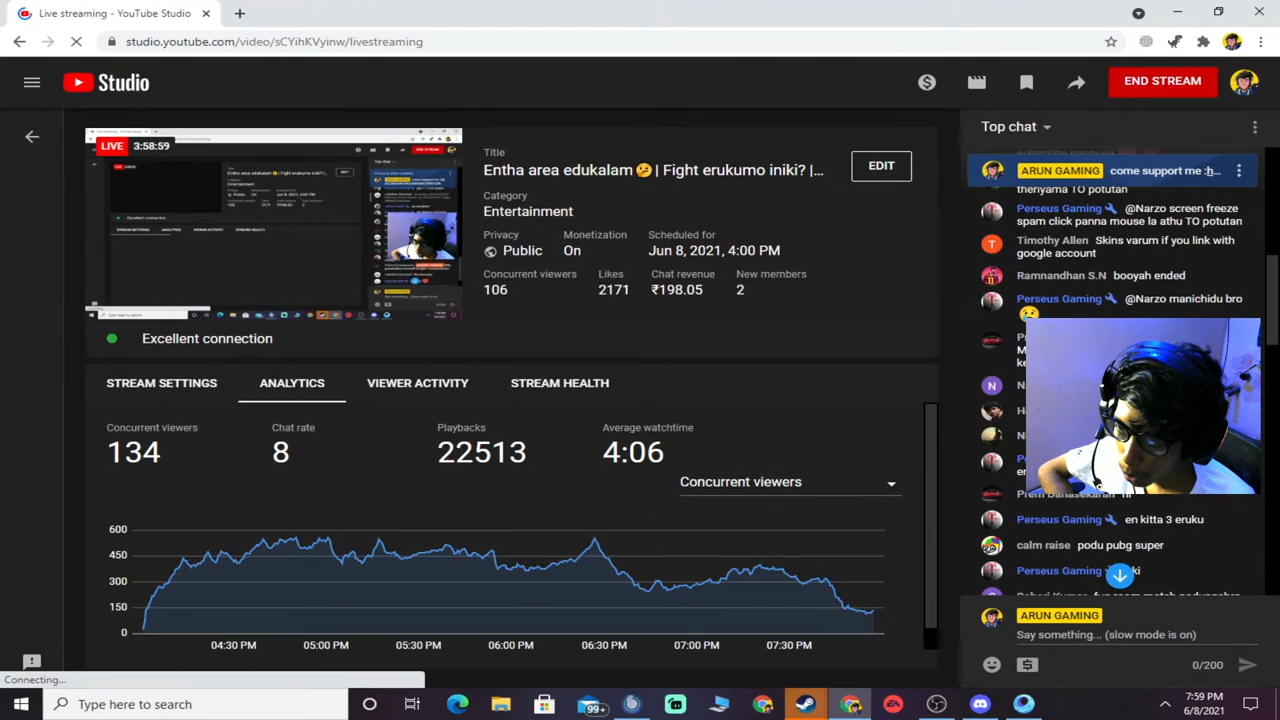 Live streaming - YouTube Studio
studio.youtube.com/video/sCYihKVyinw/livestreaming
Studio
END STREAM
LIVE 3:58:59
Title
Entha area edukalam🤔| Fight erukumo iniki? |...
EDIT
Category
Entertainment
Privacy Monetization Scheduled for
Public On Jun 8, 2021, 4:00 PM
Concurrent viewers Likes Chat revenue New members
106 2171 ₹198.05 2
Excellent connection
STREAM SETTINGS ANALYTICS VIEWER ACTIVITY STREAM HEALTH
Concurrent viewers Chat rate Playbacks Average watchtime
134 8 22513 4:06
Concurrent viewers
600
450
300
150
0
04:30 PM 05:00 PM 05:30 PM 06:00 PM 06:30 PM 07:00 PM 07:30 PM
Connecting...
Top chat
ARUN GAMING come support me :h...
theriyama TO potutan
Perseus Gaming @Narzo screen freeze
spam click panna mouse la athu TO potutan
Timothy Allen Skins varum if you link with
google account
Ramnandhan S.N booyah ended
Perseus Gaming @Narzo manichidu bro
😢
Prem Dhasekaran hi
Perseus Gaming en kitta 3 eruku
calm raise podu pubg super
Perseus Gaming
ARUN GAMING
Say something... (slow mode is on)
0/200
Type here to search
99+
7:59 PM
6/8/2021